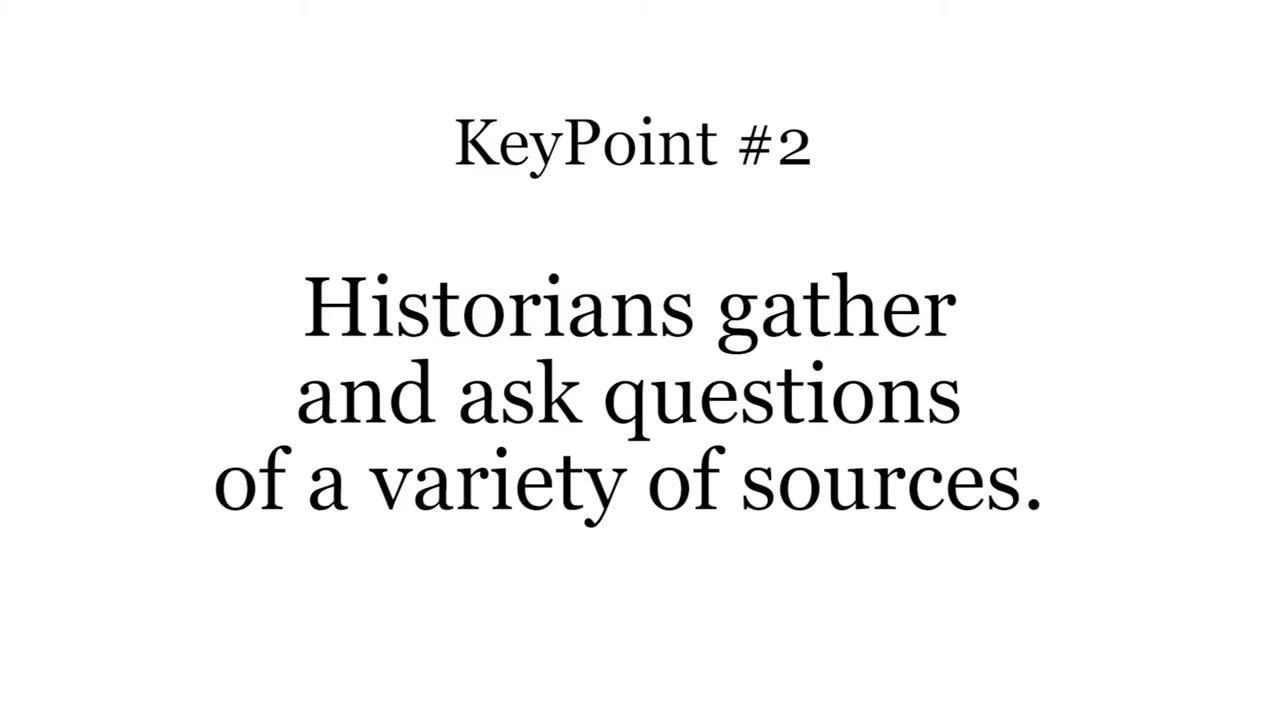 KeyPoint #2
Historians gather
and ask questions
of a variety of sources.